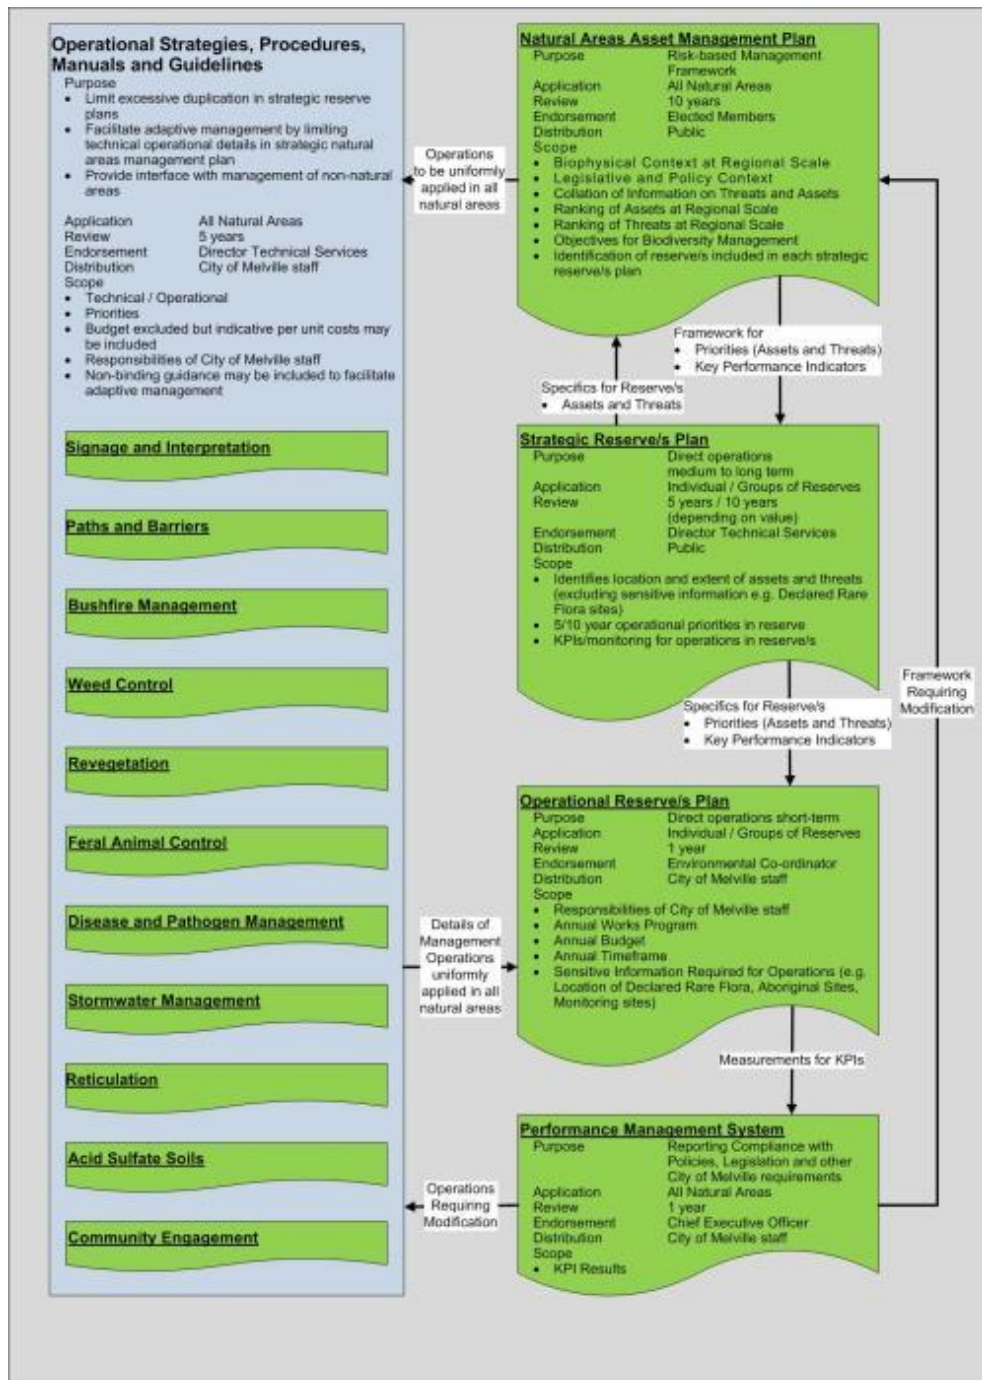 Operational Strategies, Procedures,
Manuals and Guidelines
Purpose
• Limit excessive duplication in strategic reserve
plans
• Facilitate adaptive management by limiting
technical operational details in strategic natural
areas management plan
• Provide interface with management of non-natural
areas
Application All Natural Areas
Review 5 years
Endorsement Director Technical Services
Distribution City of Melville staff
Scope
• Technical / Operational
• Priorities
• Budget excluded but indicative per unit costs may
be included
• Responsibilities of City of Melville staff
• Non-binding guidance may be included to facilitate
adaptive management
Signage and Interpretation
Paths and Barriers
Bushfire Management
Weed Control
Revegetation
Feral Animal Control
Disease and Pathogen Management
Stormwater Management
Reticulation
Acid Sulfate Soils
Community Engagement
Operations
to be uniformly
applied in all
natural areas
Details of
Management
Operations
uniformly
applied in all
natural areas
Operations
Requiring
Modification
Natural Areas Asset Management Plan
Purpose Risk-based Management
Framework
Application All Natural Areas
Review 10 years
Endorsement Elected Members
Distribution Public
Scope
• Biophysical Context at Regional Scale
• Legislative and Policy Context
• Collation of Information on Threats and Assets
• Ranking of Assets at Regional Scale
• Ranking of Threats at Regional Scale
• Objectives for Biodiversity Management
• Identification of reserve/s included in each strategic
reserve/s plan
Framework for
• Priorities (Assets and Threats)
• Key Performance Indicators
Specifics for Reserve/s
• Assets and Threats
Strategic Reserve/s Plan
Purpose Direct operations
medium to long term
Application Individual / Groups of Reserves
Review 5 years / 10 years
(depending on value)
Endorsement Director Technical Services
Distribution Public
Scope
• Identifies location and extent of assets and threats
(excluding sensitive information e.g. Declared Rare
Flora sites)
• 5/10 year operational priorities in reserve
• KPIs/monitoring for operations in reserve/s
Specifics for Reserve/s
• Priorities (Assets and Threats)
• Key Performance Indicators
Operational Reserve/s Plan
Purpose Direct operations short-term
Application Individual / Groups of Reserves
Review 1 year
Endorsement Environmental Co-ordinator
Distribution City of Melville staff
Scope
• Responsibilities of City of Melville staff
• Annual Works Program
• Annual Budget
• Annual Timeframe
• Sensitive Information Required for Operations (e.g.
Location of Declared Rare Flora, Aboriginal Sites,
Monitoring sites)
Measurements for KPIs
Performance Management System
Purpose Reporting Compliance with
Policies, Legislation and other
City of Melville requirements
Application All Natural Areas
Review 1 year
Endorsement Chief Executive Officer
Distribution City of Melville staff
Scope
• KPI Results
Framework
Requiring
Modification